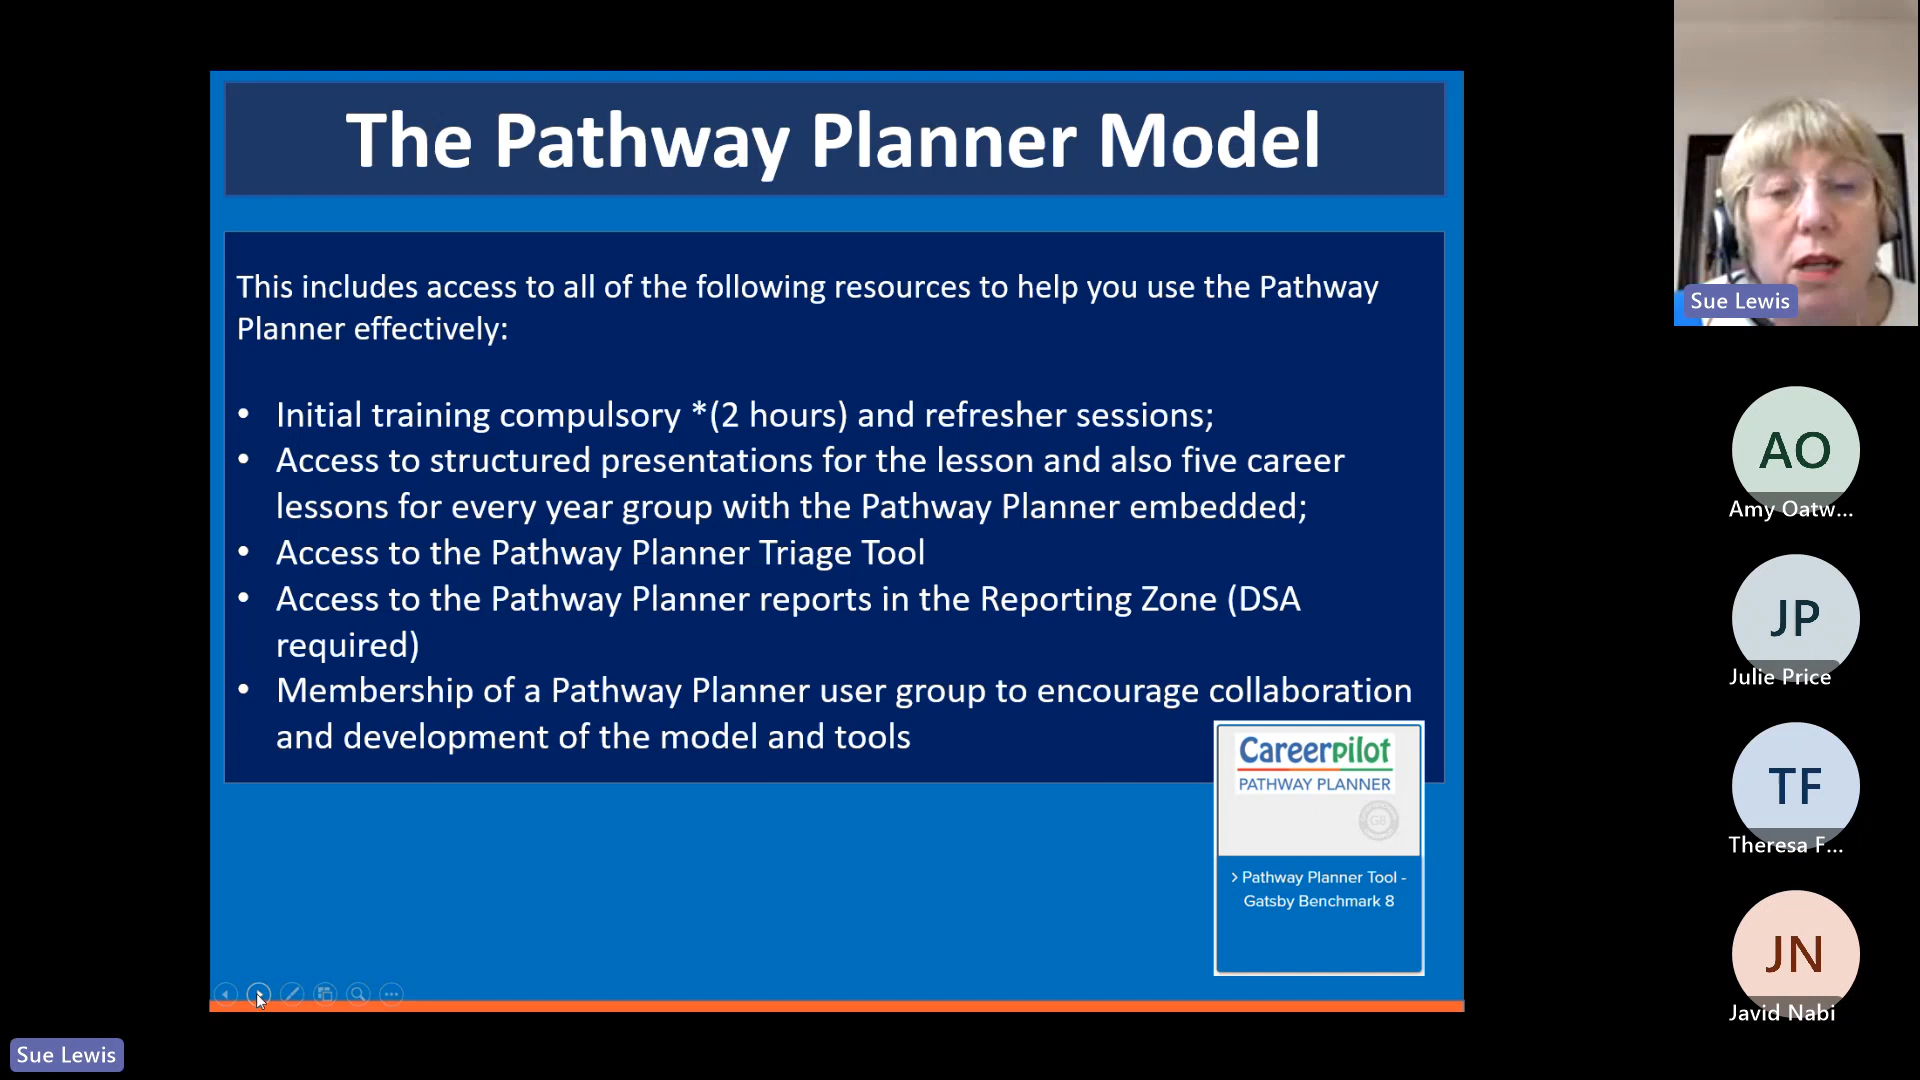 The Pathway Planner Model
This includes access to all of the following resources to help you use the Pathway
Planner effectively:
• Initial training compulsory *(2 hours) and refresher sessions;
• Access to structured presentations for the lesson and also five career
lessons for every year group with the Pathway Planner embedded;
• Access to the Pathway Planner Triage Tool
• Access to the Pathway Planner reports in the Reporting Zone (DSA
required)
• Membership of a Pathway Planner user group to encourage collaboration
and development of the model and tools
Careerpilot
PATHWAY PLANNER
G8
> Pathway Planner Tool -
Gatsby Benchmark 8
Sue Lewis
AO
Amy Oatw...
JP
Julie Price
TF
Theresa F...
JN
Javid Nabi
Sue Lewis